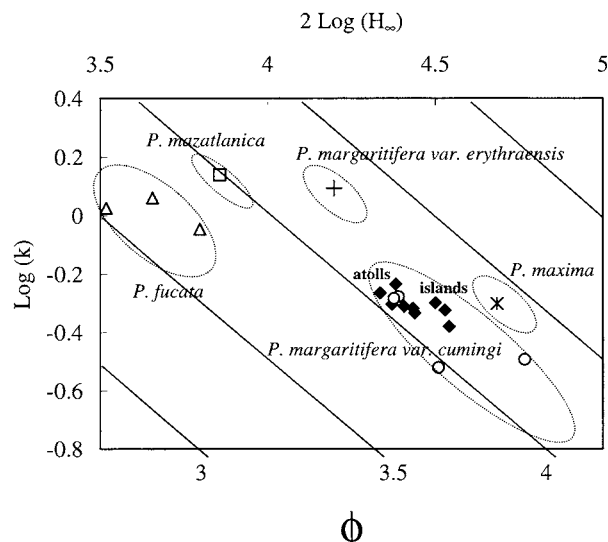 2 Log (H∞)
3.5 4 4.5 5
0.4
P. mazatlanica
0.2
P. margaritifera var. erythraensis
0
Log (k)
atolls
islands
P. maxima
-0.2
P. fucata
-0.4
P. margaritifera var. cumingi
-0.6
-0.8
3 3.5 4
ϕ